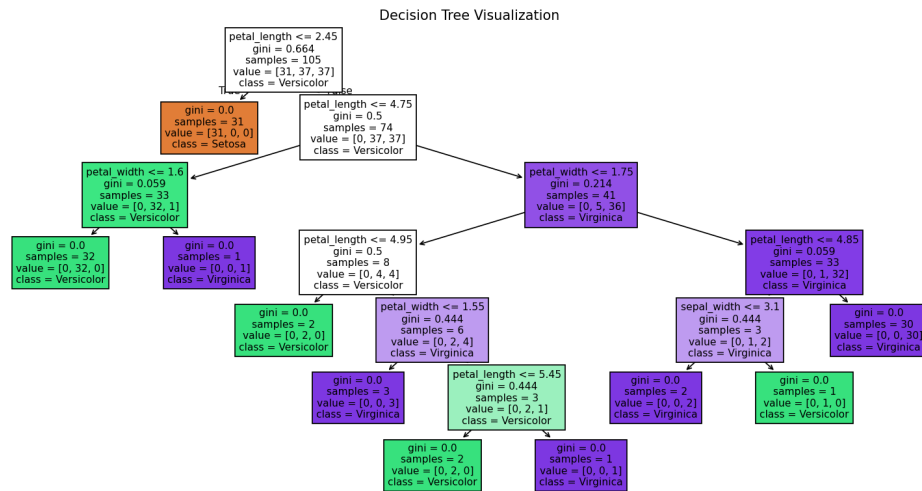 Decision Tree Visualization
petal_length <= 2.45
gini = 0.664
samples = 105
value = [31, 37, 37]
class = Versicolor
gini = 0.0
samples = 31
value = [31, 0, 0]
class = Setosa
petal_length <= 4.75
gini = 0.5
samples = 74
value = [0, 37, 37]
class = Versicolor
petal_width <= 1.6
gini = 0.059
samples = 33
value = [0, 32, 1]
class = Versicolor
petal_width <= 1.75
gini = 0.214
samples = 41
value = [0, 5, 36]
class = Virginica
gini = 0.0
samples = 32
value = [0, 32, 0]
class = Versicolor
gini = 0.0
samples = 1
value = [0, 0, 1]
class = Virginica
petal_length <= 4.95
gini = 0.5
samples = 8
value = [0, 4, 4]
class = Versicolor
petal_length <= 4.85
gini = 0.059
samples = 33
value = [0, 1, 32]
class = Virginica
gini = 0.0
samples = 2
value = [0, 2, 0]
class = Versicolor
petal_width <= 1.55
gini = 0.444
samples = 6
value = [0, 2, 4]
class = Virginica
sepal_width <= 3.1
gini = 0.444
samples = 3
value = [0, 1, 2]
class = Virginica
gini = 0.0
samples = 30
value = [0, 0, 30]
class = Virginica
gini = 0.0
samples = 3
value = [0, 0, 3]
class = Virginica
petal_length <= 5.45
gini = 0.444
samples = 3
value = [0, 2, 1]
class = Versicolor
gini = 0.0
samples = 2
value = [0, 0, 2]
class = Virginica
gini = 0.0
samples = 1
value = [0, 1, 0]
class = Versicolor
gini = 0.0
samples = 2
value = [0, 2, 0]
class = Versicolor
gini = 0.0
samples = 1
value = [0, 0, 1]
class = Virginica